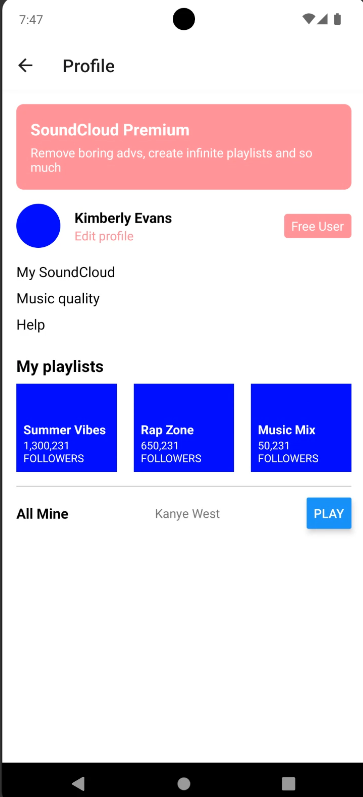 7:47
Profile
SoundCloud Premium
Remove boring advs, create infinite playlists and so
much
Kimberly Evans
Edit profile
Free User
My SoundCloud
Music quality
Help
My playlists
Summer Vibes
1,300,231
FOLLOWERS
Rap Zone
650,231
FOLLOWERS
Music Mix
50,231
FOLLOWERS
All Mine
Kanye West
PLAY